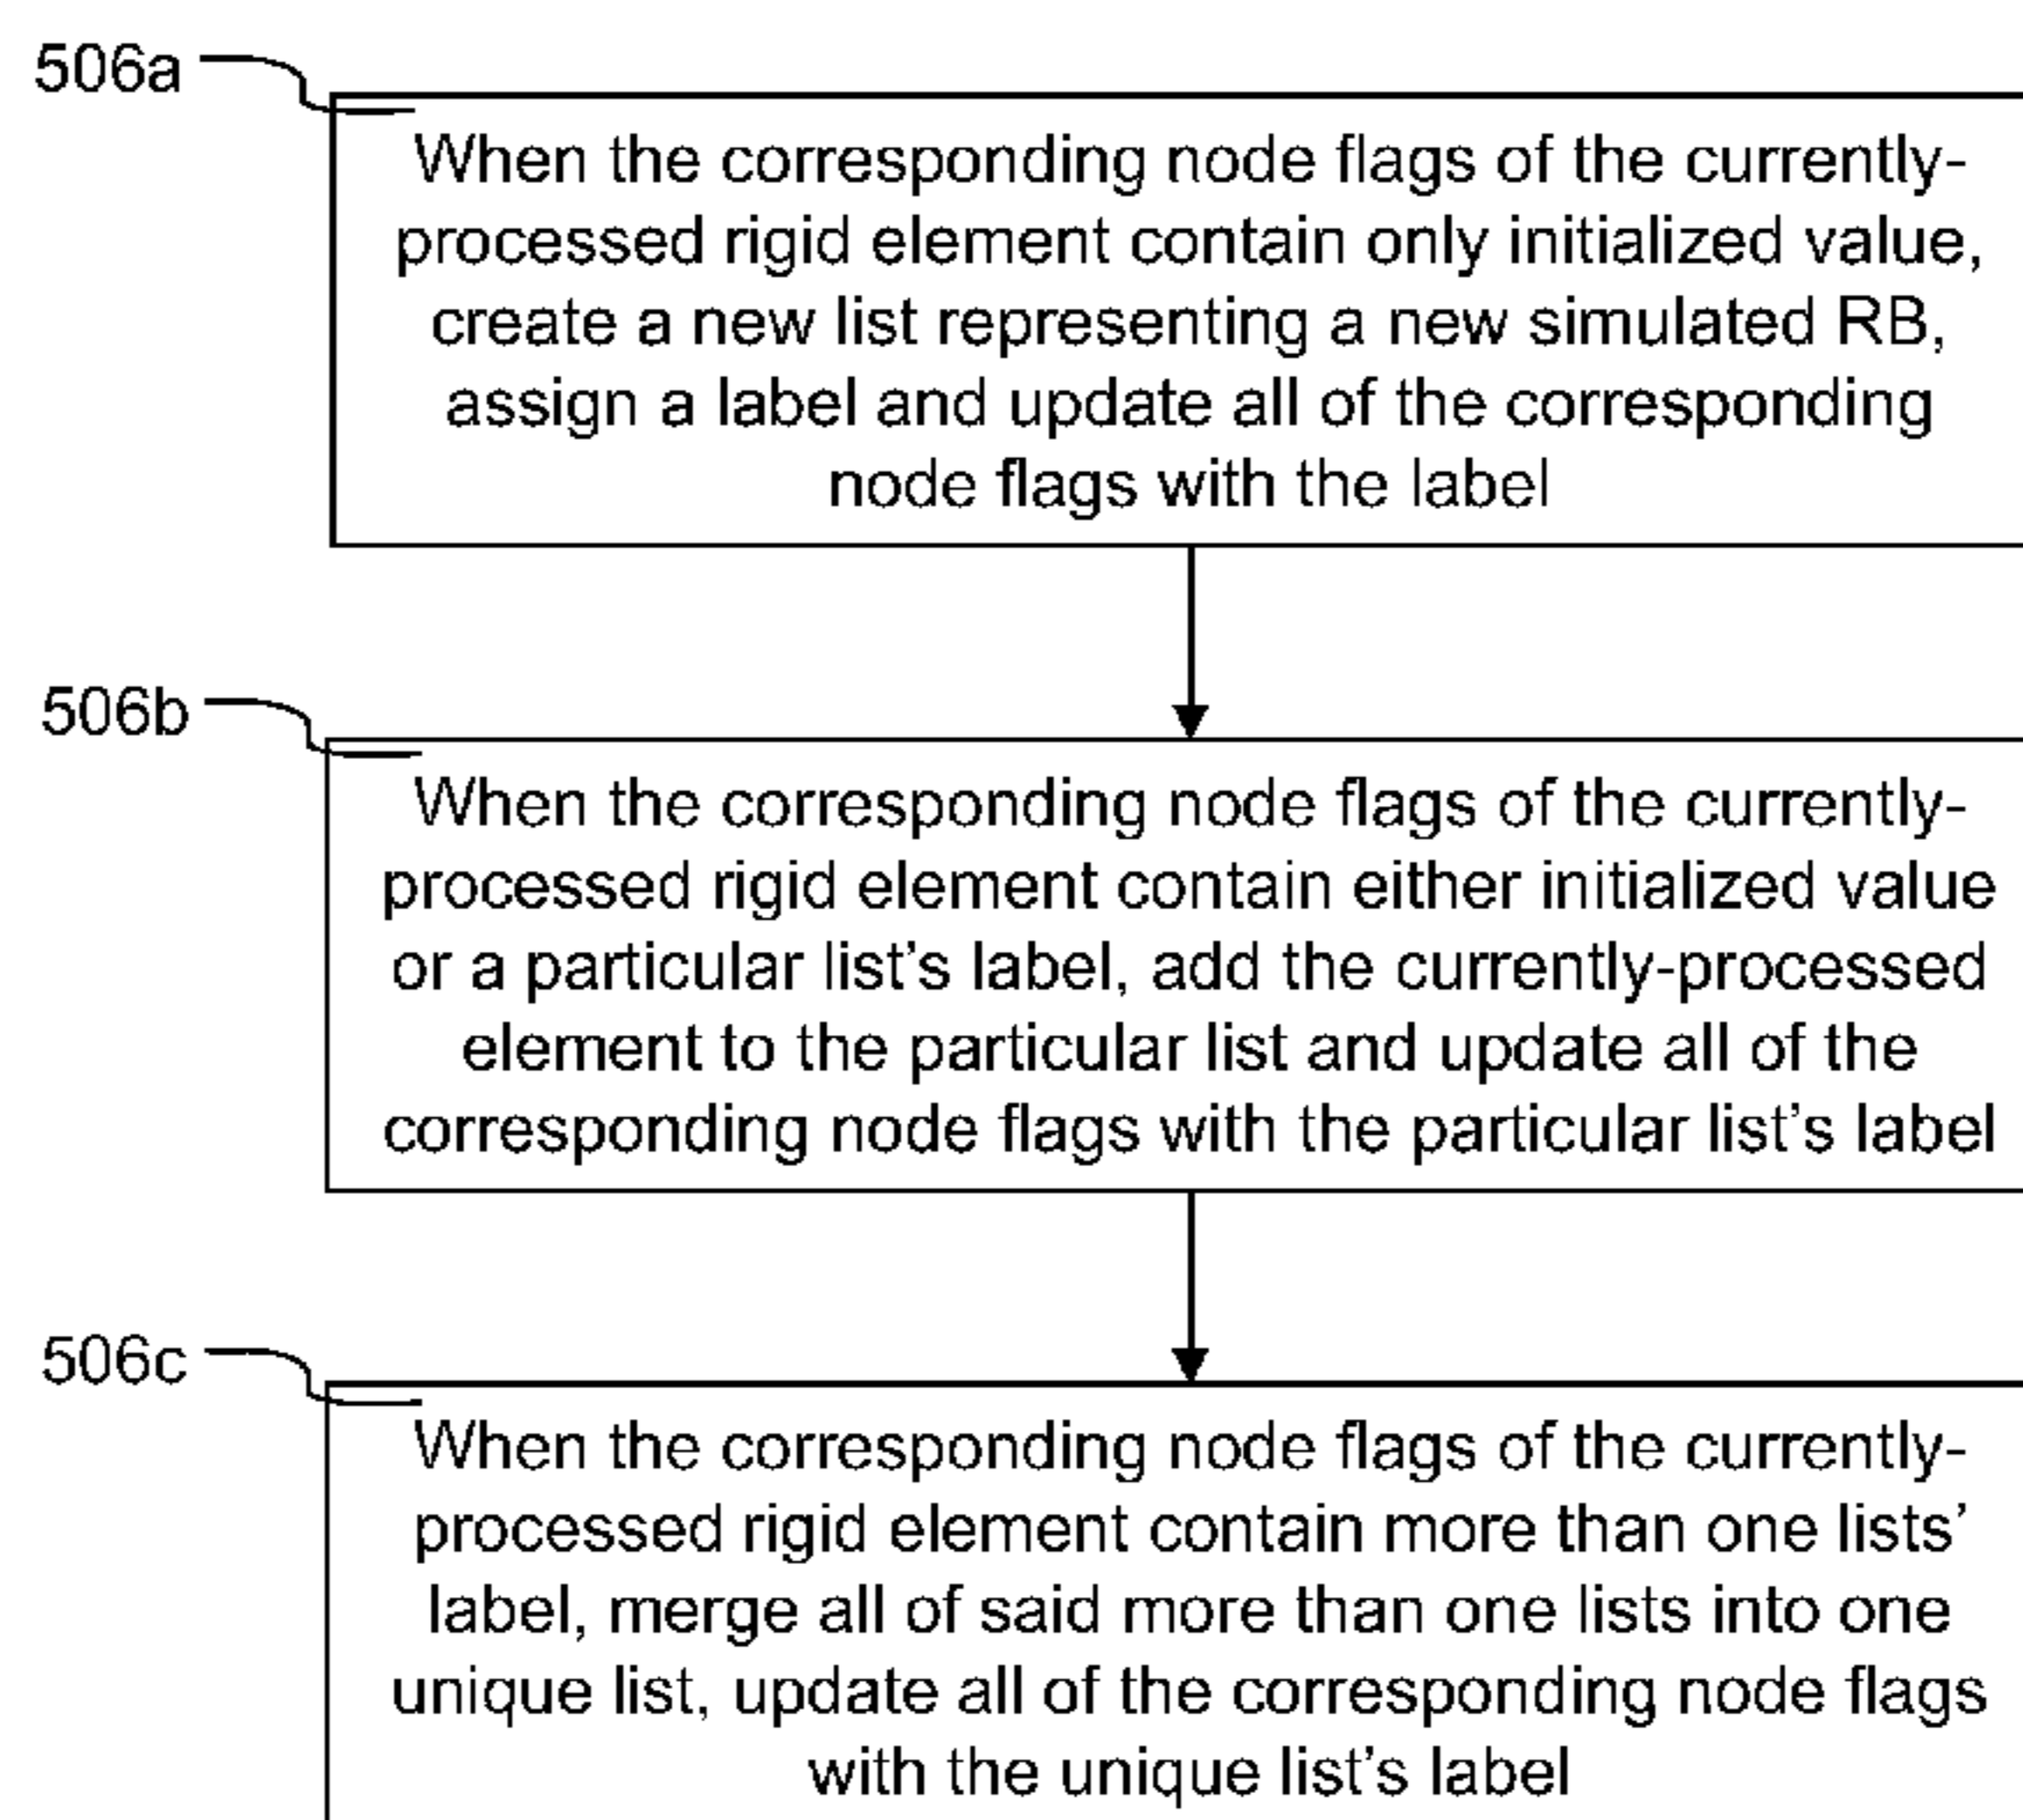 506a
When the corresponding node flags of the currently-
processed rigid element contain only initialized value,
create a new list representing a new simulated RB,
assign a label and update all of the corresponding
node flags with the label
506b
When the corresponding node flags of the currently-
processed rigid element contain either initialized value
or a particular list’s label, add the currently-processed
element to the particular list and update all of the
corresponding node flags with the particular list’s label
506c
When the corresponding node flags of the currently-
processed rigid element contain more than one lists’
label, merge all of said more than one lists into one
unique list, update all of the corresponding node flags
with the unique list’s label